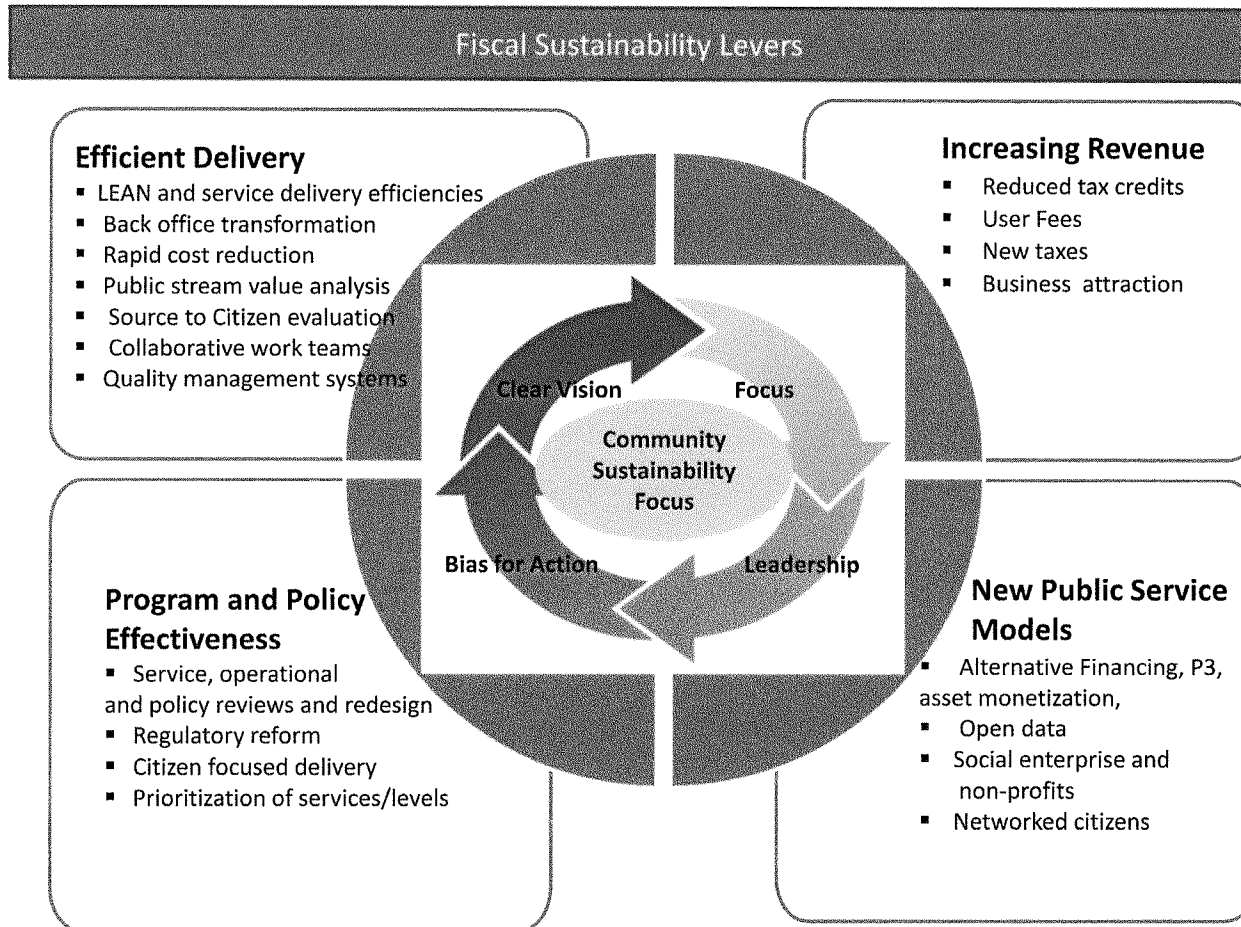 Fiscal Sustainability Levers
Efficient Delivery
▪ LEAN and service delivery efficiencies
▪ Back office transformation
▪ Rapid cost reduction
▪ Public stream value analysis
▪ Source to Citizen evaluation
▪ Collaborative work teams
▪ Quality management systems
Increasing Revenue
▪ Reduced tax credits
▪ User Fees
▪ New taxes
▪ Business attraction
Clear Vision
Focus
Community
Sustainability
Focus
Bias for Action
Leadership
Program and Policy
Effectiveness
▪ Service, operational
and policy reviews and redesign
▪ Regulatory reform
▪ Citizen focused delivery
▪ Prioritization of services/levels
New Public Service
Models
▪ Alternative Financing, P3,
asset monetization,
▪ Open data
▪ Social enterprise and
non-profits
▪ Networked citizens